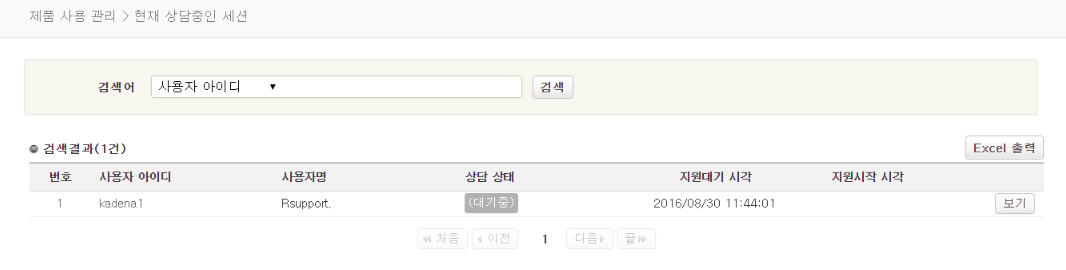 제품 사용 관리 > 현재 상담중인 세션
검색어 사용자 아이디 ▼ 검색
검색결과(1건) Excel 출력
번호 사용자 아이디 사용자명 상담 상태 지원대기 시각 지원시작 시각
1 kadena1 Rsupport. (대기중) 2016/08/30 11:44:01 보기
처음 이전 1 다음 끝